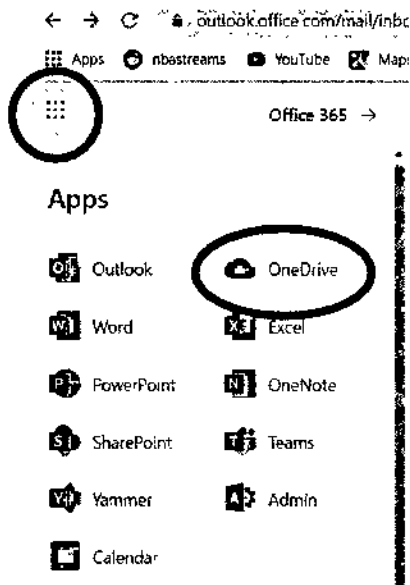 outlook.office.com/mail/inbo
Apps nbastreams YouTube Maps
Office 365 →
Apps
Outlook OneDrive
Word Excel
PowerPoint OneNote
SharePoint Teams
Yammer Admin
Calendar